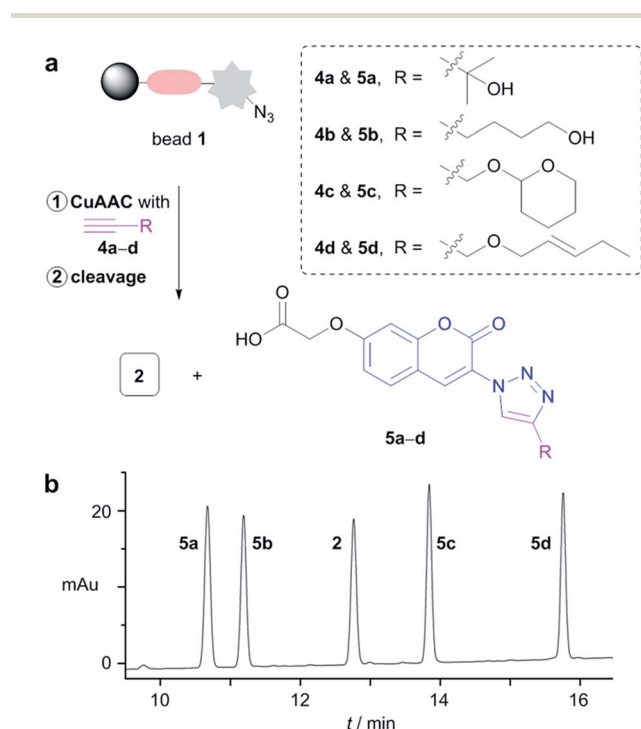 a
N₃
bead 1
① CuAAC with
R
4a–d
② cleavage
4a & 5a, R =
OH
4b & 5b, R =
OH
4c & 5c, R =
O
O
4d & 5d, R =
O
2 +
HO
O
O
O
O
N
N
N
R
5a–d
b
20
mAu
0
5a
5b
2
5c
5d
10
12
14
16
t / min